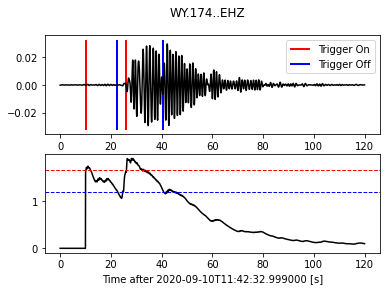 WY.174..EHZ
0.02
0.00
−0.02
Trigger On
Trigger Off
0 20 40 60 80 100 120
1
0
0 20 40 60 80 100 120
Time after 2020-09-10T11:42:32.999000 [s]